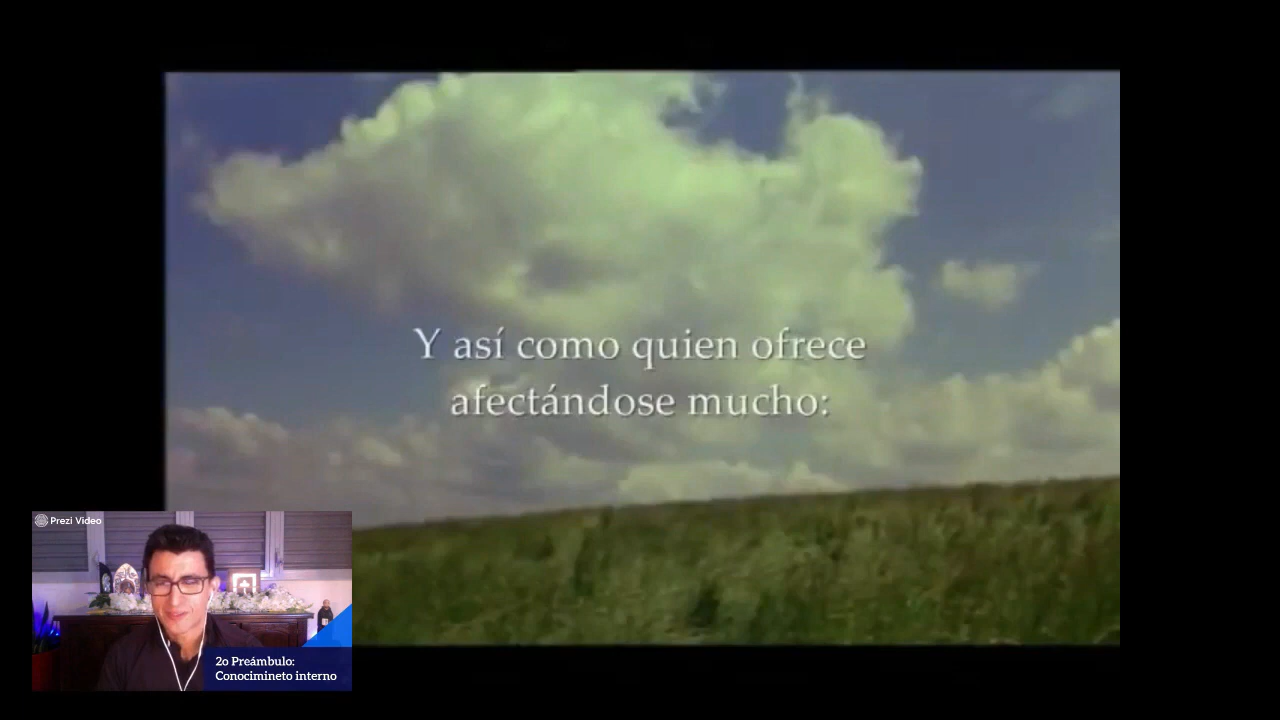 Y así como quien ofrece
afectándose mucho:
Prezi Video
2o Preámbulo:
Conocimineto interno